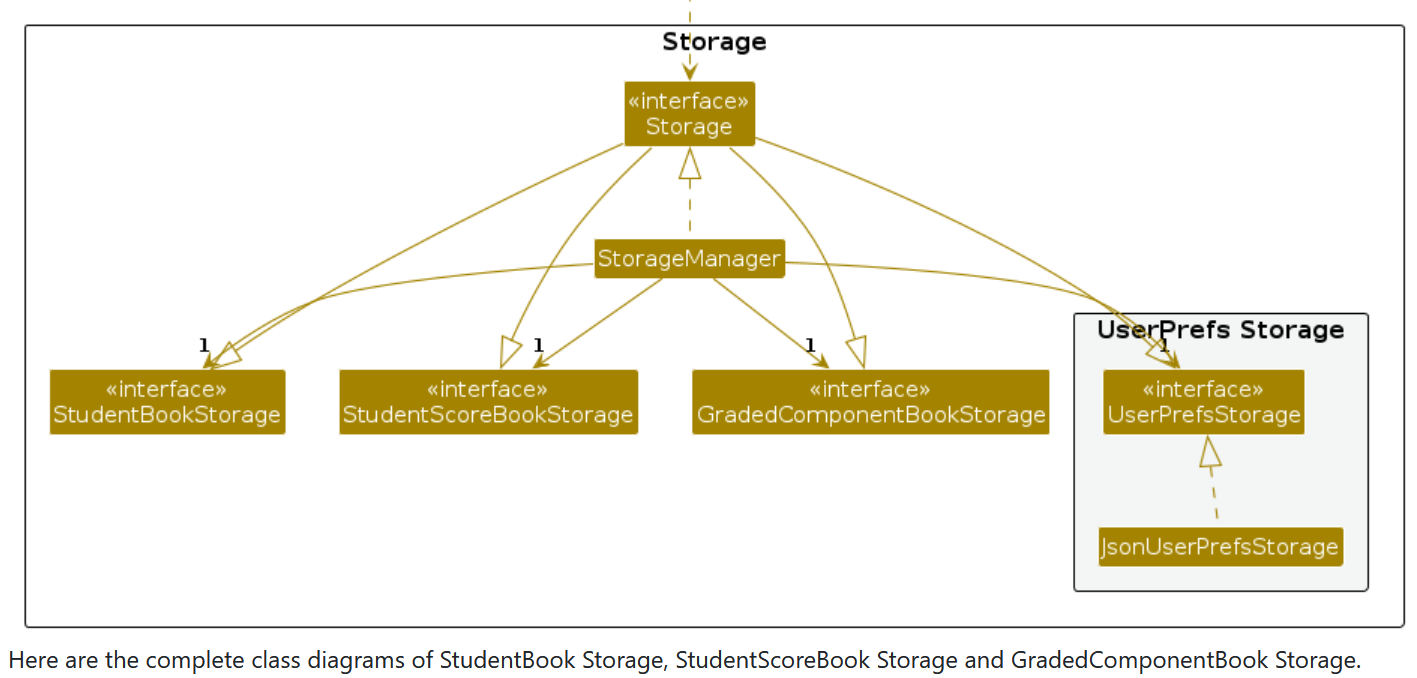 Storage
«interface»
Storage
StorageManager
1
1
1
1
UserPrefs Storage
«interface»
StudentBookStorage
«interface»
StudentScoreBookStorage
«interface»
GradedComponentBookStorage
«interface»
UserPrefsStorage
JsonUserPrefsStorage
Here are the complete class diagrams of StudentBook Storage, StudentScoreBook Storage and GradedComponentBook Storage.